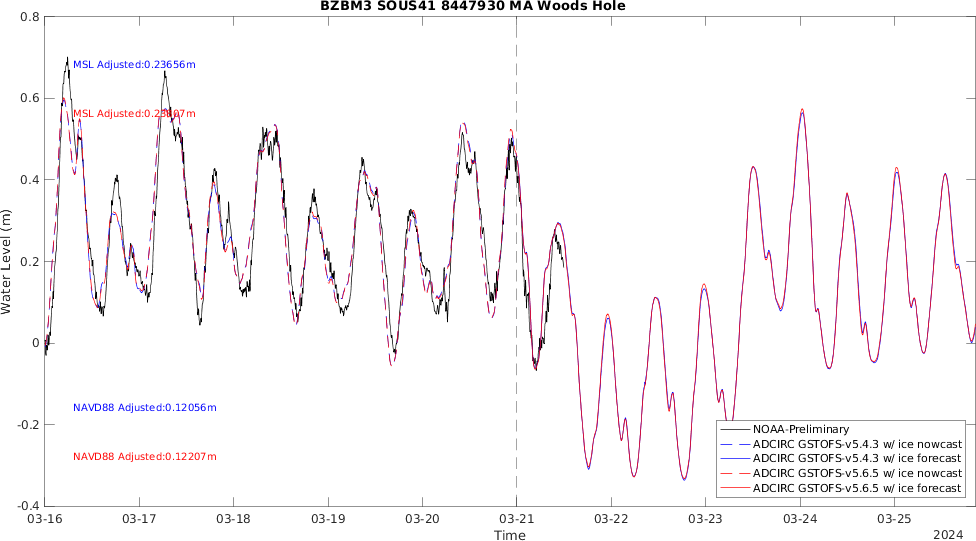 BZBM3 SOUS41 8447930 MA Woods Hole
0.8
0.6
0.4
0.2
0
-0.2
-0.4
Water Level (m)
MSL Adjusted:0.23656m
MSL
NAVD88 Adjusted:0.12056m
NAVD88 Adjusted:0.12207m
NOAA-Preliminary
ADCIRC GSTOFS-v5.4.3 w/ ice nowcast
ADCIRC GSTOFS-v5.4.3 w/ ice forecast
ADCIRC GSTOFS-v5.6.5 w/ ice nowcast
ADCIRC GSTOFS-v5.6.5 w/ ice forecast
03-16 03-17 03-18 03-19 03-20 03-21 03-22 03-23 03-24 03-25
Time
2024